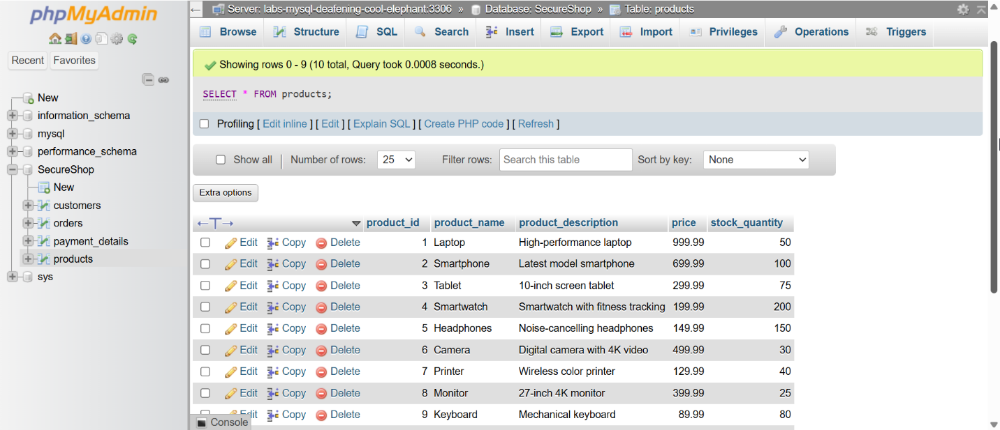 phpMyAdmin
Recent Favorites
New
information_schema
mysql
performance_schema
SecureShop
New
customers
orders
payment_details
products
sys
Server: labs-mysql-deafening-cool-elephant:3306 » Database: SecureShop » Table: products
Browse Structure SQL Search Insert Export Import Privileges Operations Triggers
Showing rows 0 - 9 (10 total, Query took 0.0008 seconds.)
SELECT * FROM products;
Profiling [ Edit inline ] [ Edit ] [ Explain SQL ] [ Create PHP code ] [ Refresh ]
Show all | Number of rows: 25 Filter rows: Search this table Sort by key: None
Extra options
←T→ product_id product_name product_description price stock_quantity
Edit Copy Delete 1 Laptop High-performance laptop 999.99 50
Edit Copy Delete 2 Smartphone Latest model smartphone 699.99 100
Edit Copy Delete 3 Tablet 10-inch screen tablet 299.99 75
Edit Copy Delete 4 Smartwatch Smartwatch with fitness tracking 199.99 200
Edit Copy Delete 5 Headphones Noise-cancelling headphones 149.99 150
Edit Copy Delete 6 Camera Digital camera with 4K video 499.99 30
Edit Copy Delete 7 Printer Wireless color printer 129.99 40
Edit Copy Delete 8 Monitor 27-inch 4K monitor 399.99 25
Edit Copy Delete 9 Keyboard Mechanical keyboard 89.99 80
Console